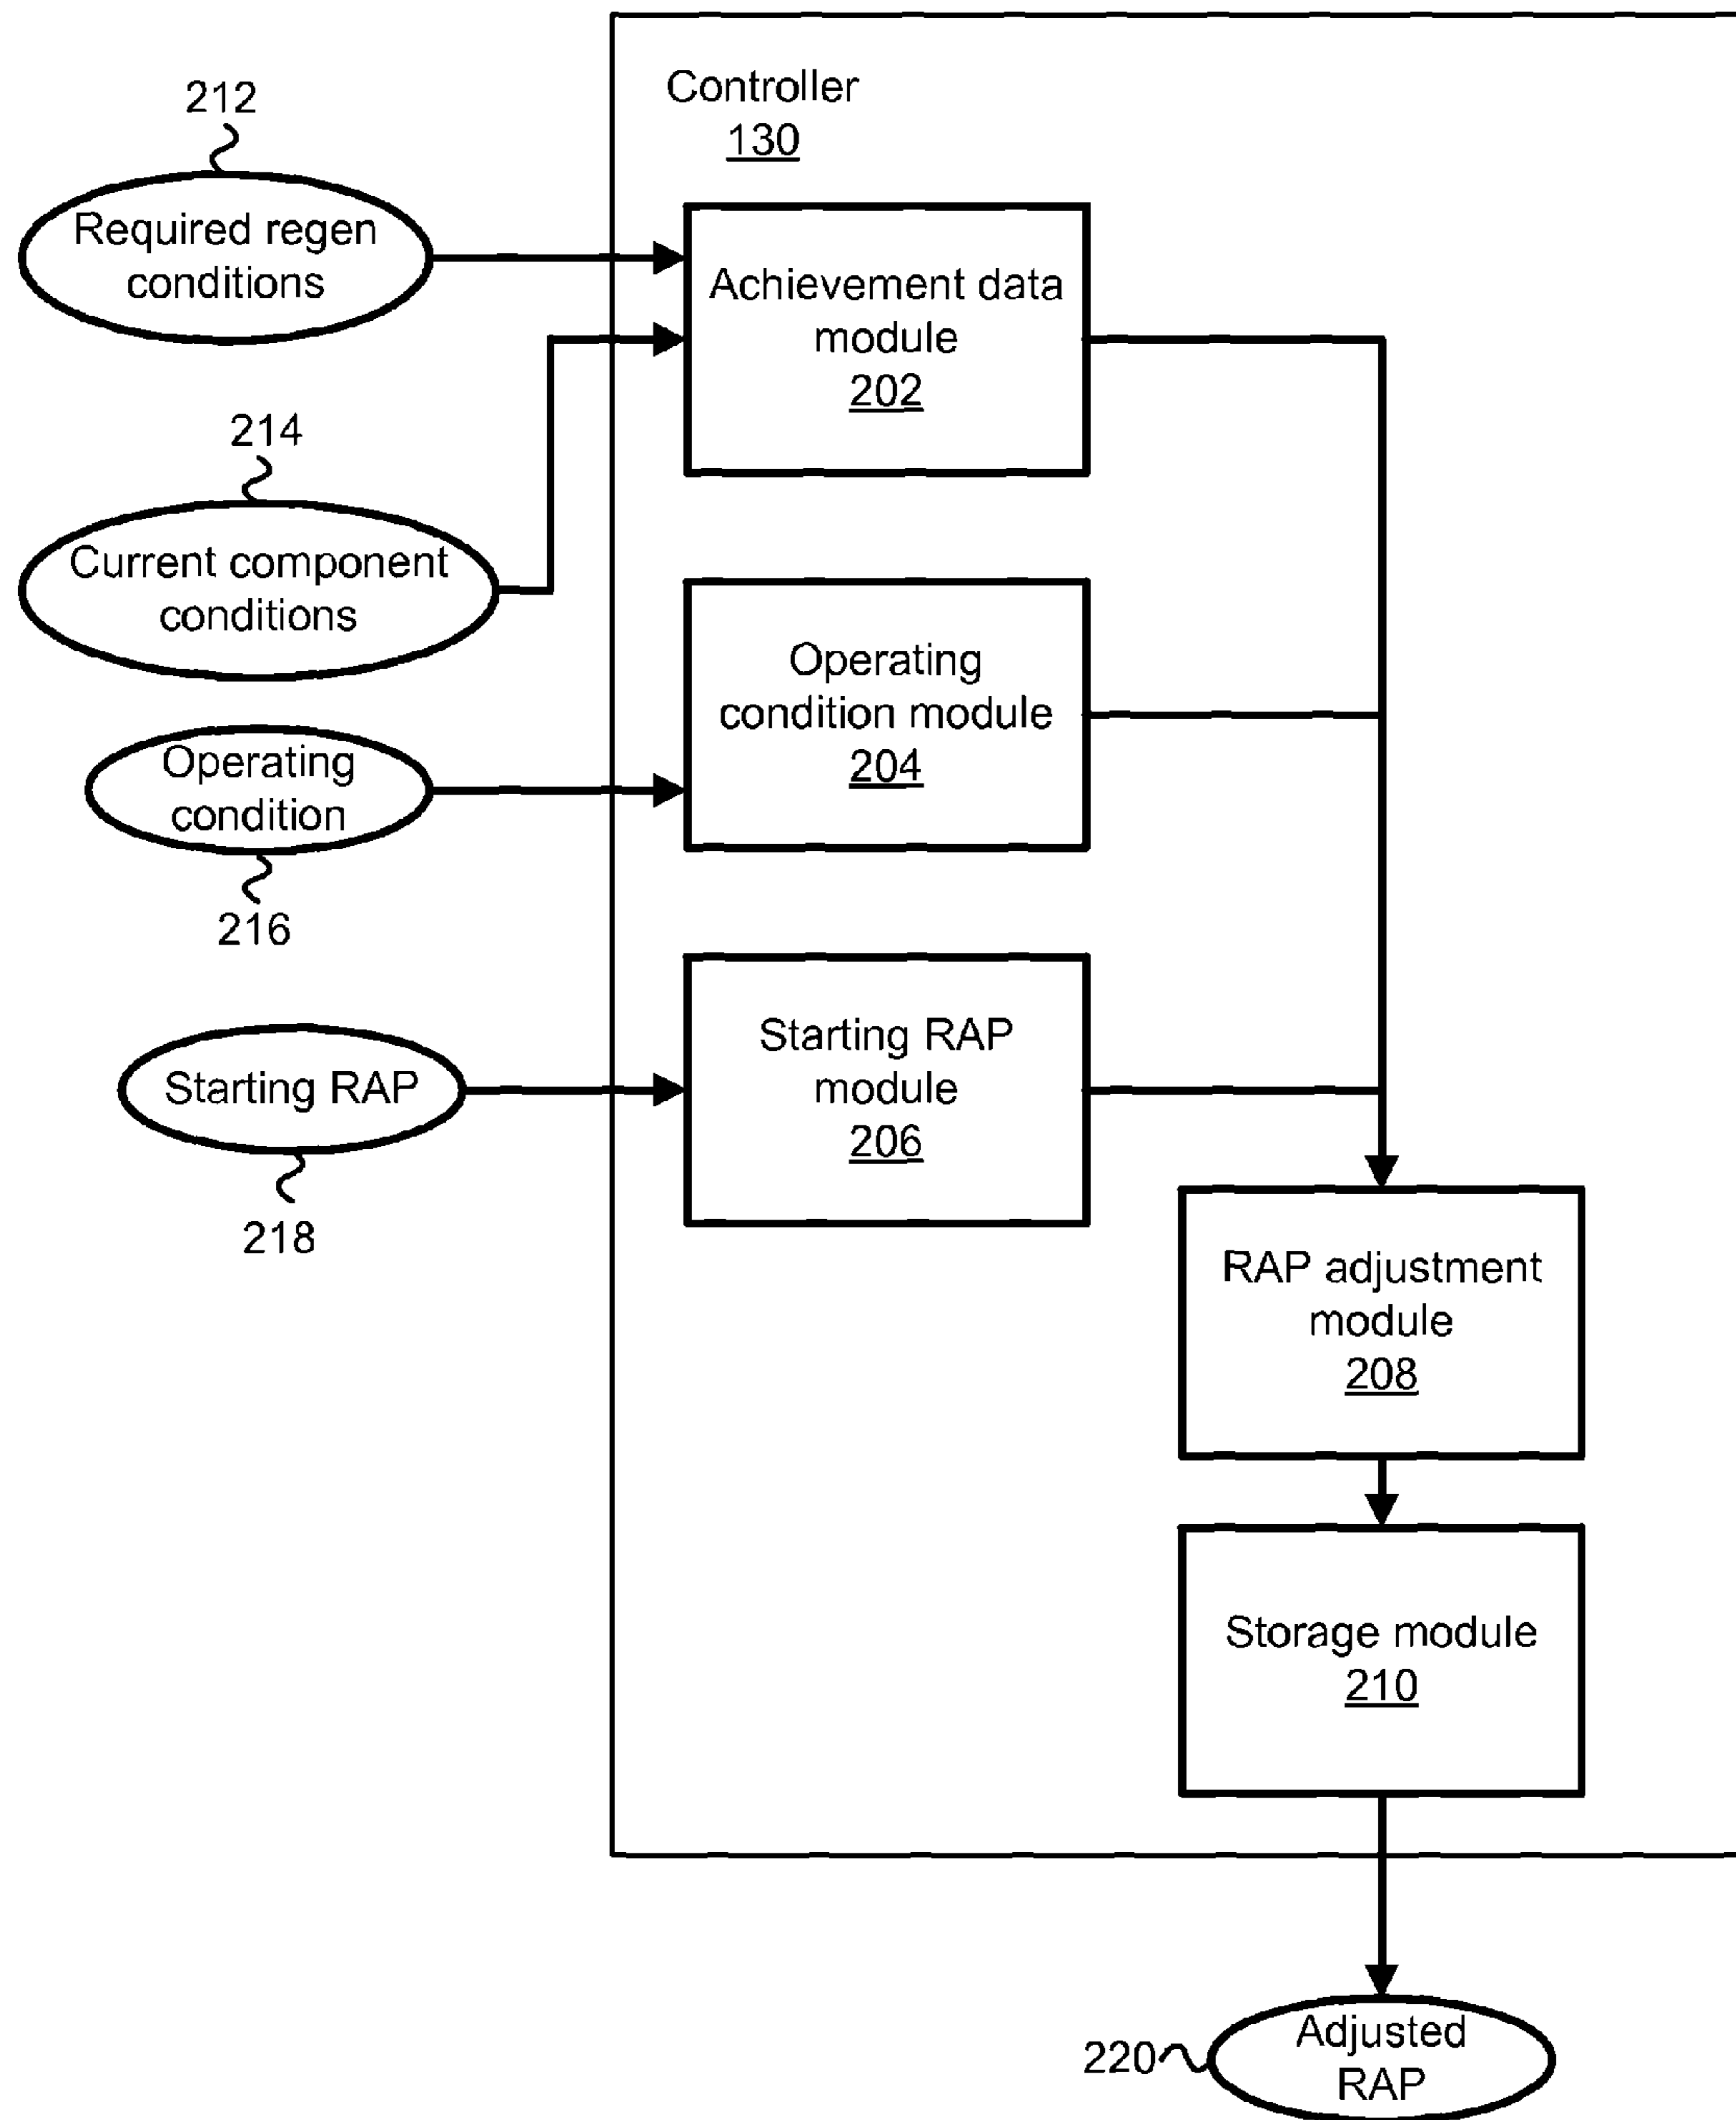 212
Required regen
conditions
214
Current component
conditions
Operating
condition
216
Starting RAP
218
Controller
130
Achievement data
module
202
Operating
condition module
204
Starting RAP
module
206
RAP adjustment
module
208
Storage module
210
220
Adjusted
RAP